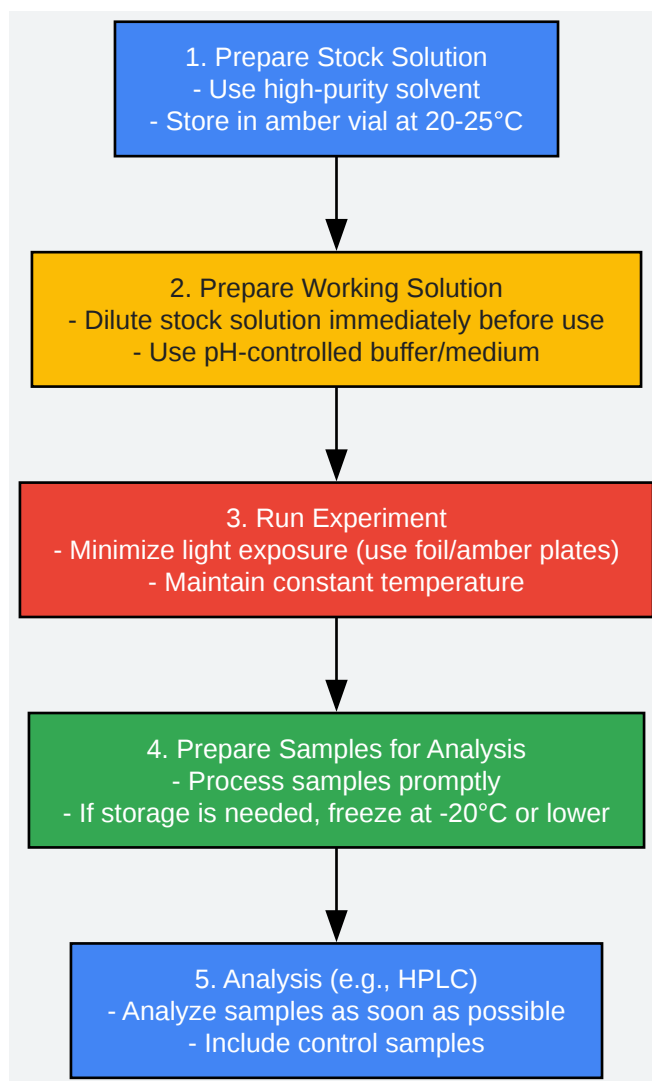 1. Prepare Stock Solution
- Use high-purity solvent
- Store in amber vial at 20-25°C
2. Prepare Working Solution
- Dilute stock solution immediately before use
- Use pH-controlled buffer/medium
3. Run Experiment
- Minimize light exposure (use foil/amber plates)
- Maintain constant temperature
4. Prepare Samples for Analysis
- Process samples promptly
- If storage is needed, freeze at -20°C or lower
5. Analysis (e.g., HPLC)
- Analyze samples as soon as possible
- Include control samples